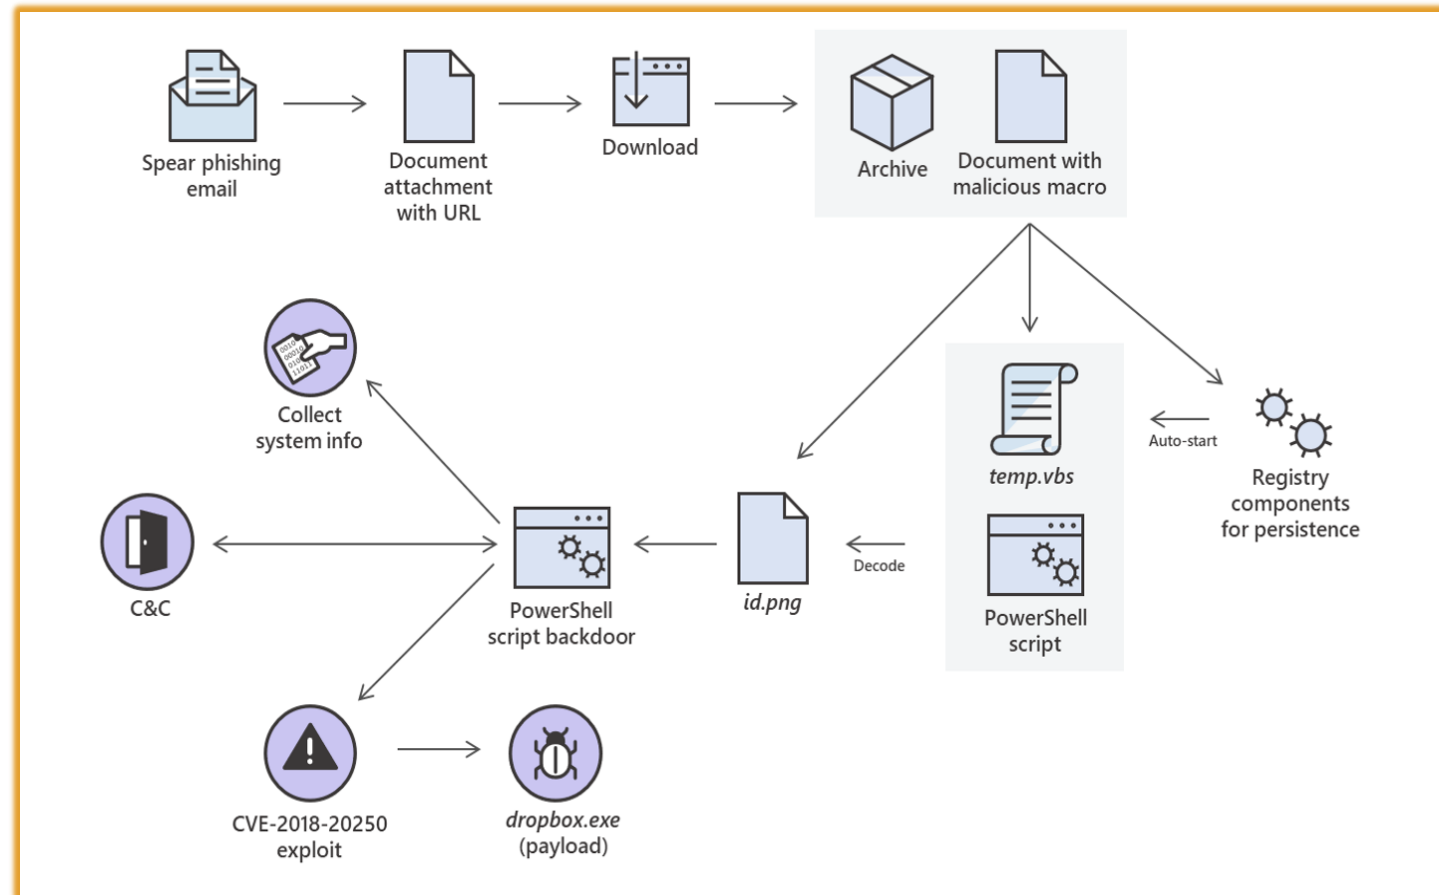 Spear phishing
email
Document
attachment
with URL
Download
Archive
Document with
malicious macro
Collect
system info
temp.vbs
Auto-start
Registry
components
for persistence
C&C
PowerShell
script backdoor
id.png
Decode
PowerShell
script
CVE-2018-20250
exploit
dropbox.exe
(payload)